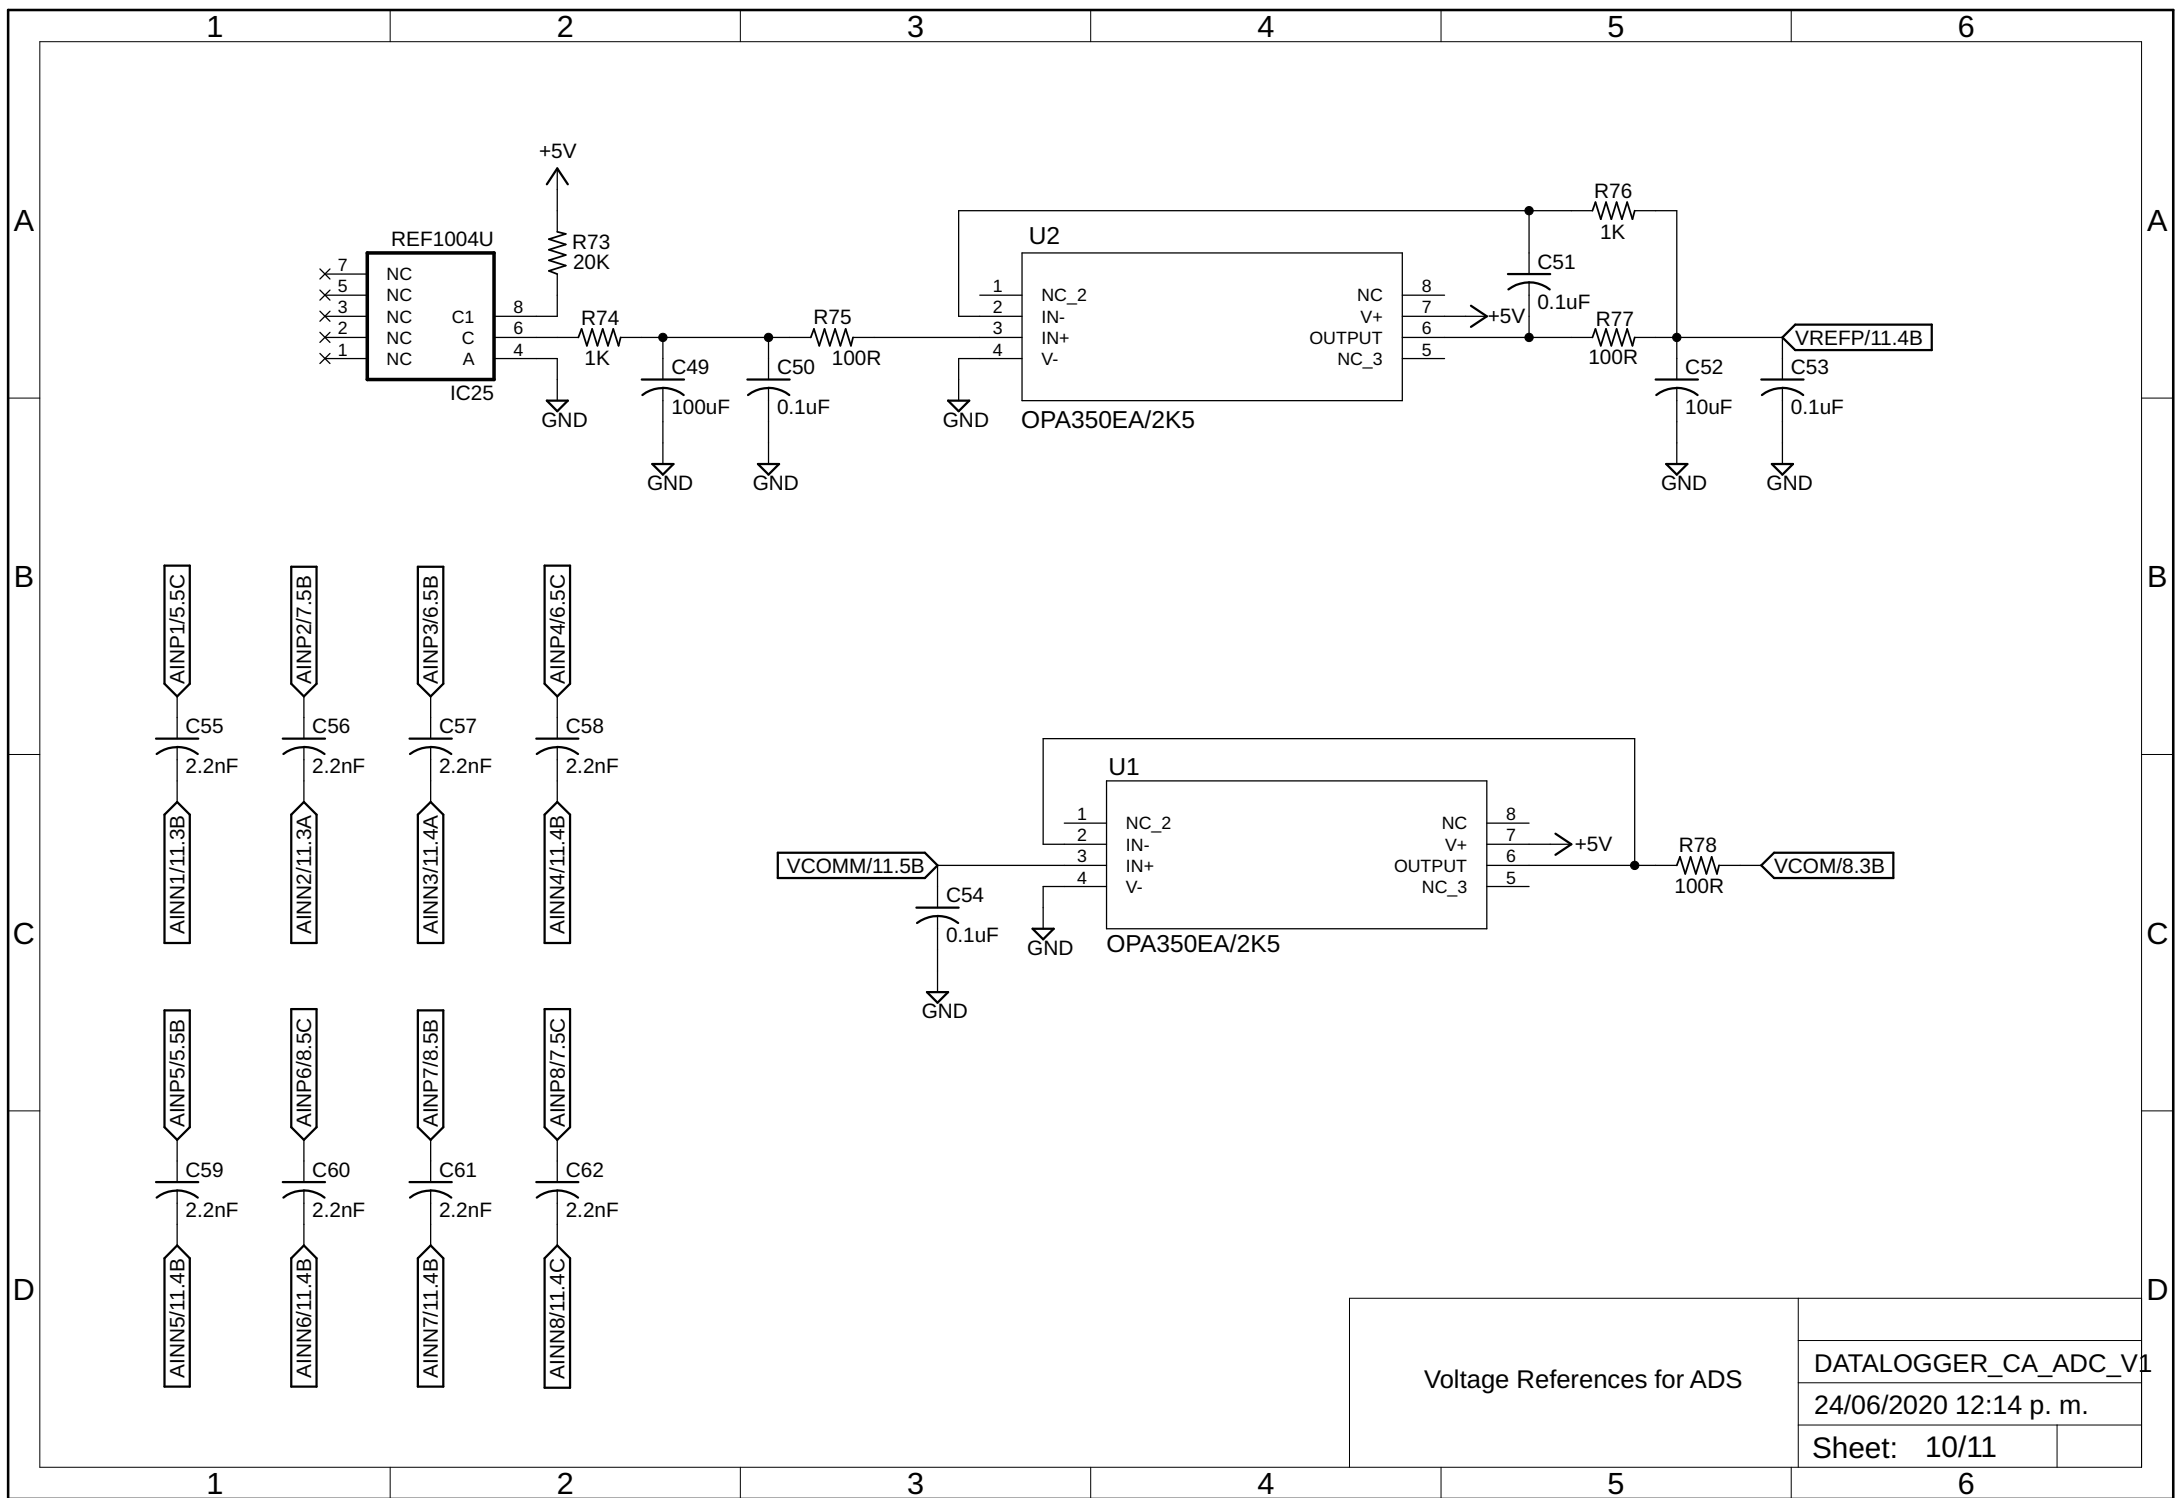 1 2 3 4 5 6
A A
B B
C C
D D
+5V
R73
20K
REF1004U
7 NC
5 NC
3 NC
2 NC
1 NC
C1 8
C 6
A 4
IC25
GND
R74
1K
C49
100uF
GND
C50
0.1uF
GND
R75
100R
GND
U2
1 NC_2
2 IN-
3 IN+
4 V-
NC 8
V+ 7
OUTPUT 6
NC_3 5
OPA350EA/2K5
+5V
C51
0.1uF
R76
1K
R77
100R
C52
10uF
GND
C53
0.1uF
GND
VREFP/11.4B
AINP1/5.5C
C55
2.2nF
AINN1/11.3B
AINP2/7.5B
C56
2.2nF
AINN2/11.3A
AINP3/6.5B
C57
2.2nF
AINN3/11.4A
AINP4/6.5C
C58
2.2nF
AINN4/11.4B
VCOMM/11.5B
C54
0.1uF
GND
GND
U1
1 NC_2
2 IN-
3 IN+
4 V-
NC 8
V+ 7
OUTPUT 6
NC_3 5
OPA350EA/2K5
+5V
R78
100R
VCOM/8.3B
AINP5/5.5B
C59
2.2nF
AINN5/11.4B
AINP6/8.5C
C60
2.2nF
AINN6/11.4B
AINP7/8.5B
C61
2.2nF
AINN7/11.4B
AINP8/7.5C
C62
2.2nF
AINN8/11.4C
Voltage References for ADS
DATALOGGER_CA_ADC_V1
24/06/2020 12:14 p. m.
Sheet: 10/11
1 2 3 4 5 6